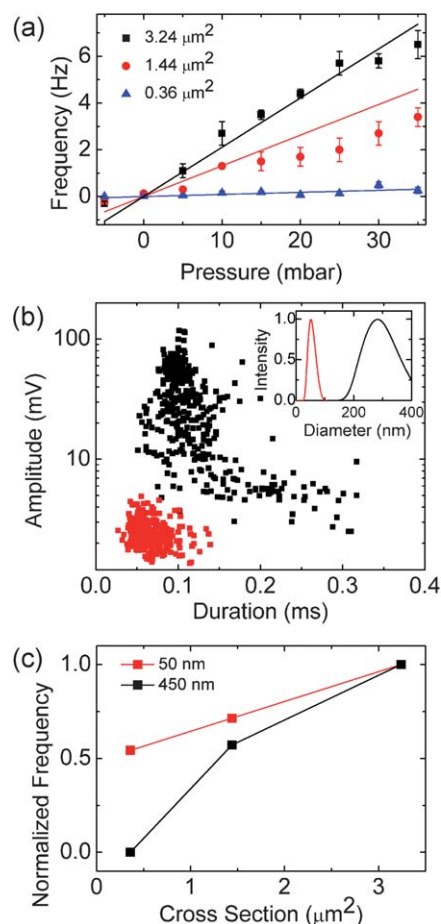 (a)
3.24 μm²
1.44 μm²
0.36 μm²
6
4
2
0
Frequency (Hz)
0 10 20 30
Pressure (mbar)
(b)
100
10
Amplitude (mV)
0.0 0.1 0.2 0.3 0.4
Duration (ms)
1.0
0.5
0.0
Intensity
0 200 400
Diameter (nm)
(c)
50 nm
450 nm
1.0
0.5
0.0
Normalized Frequency
0 1 2 3
Cross Section (μm²)